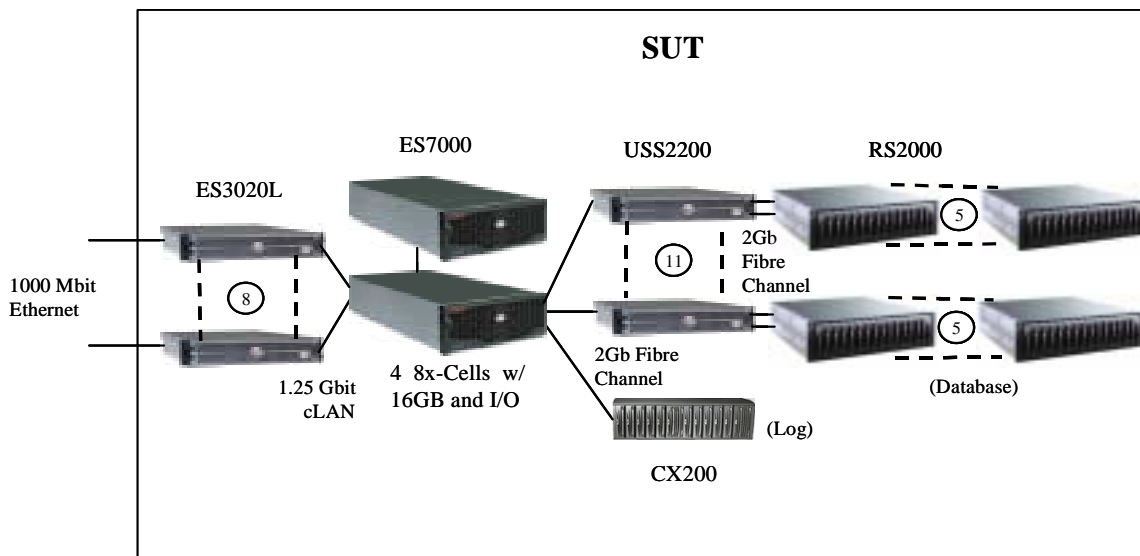 SUT
ES7000
USS2200
RS2000
ES3020L
5
2Gb
Fibre
Channel
11
1000 Mbit
Ethernet
8
5
2Gb Fibre
Channel
4 8x-Cells w/
16GB and I/O
1.25 Gbit
cLAN
(Database)
(Log)
CX200